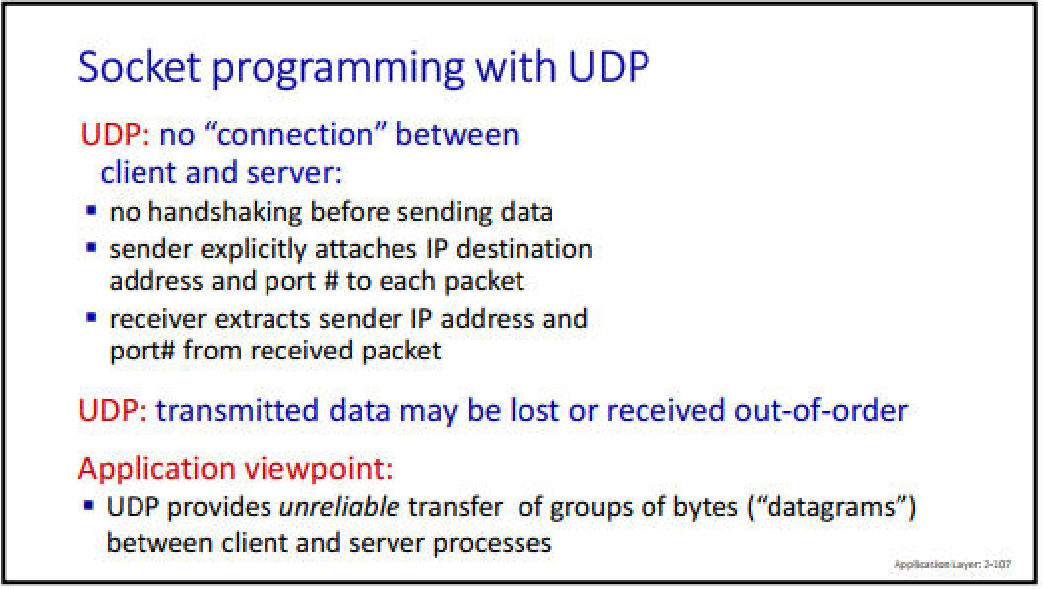 Socket programming with UDP
UDP: no “connection” between
client and server:
▪ no handshaking before sending data
▪ sender explicitly attaches IP destination
address and port # to each packet
▪ receiver extracts sender IP address and
port# from received packet
UDP: transmitted data may be lost or received out-of-order
Application viewpoint:
▪ UDP provides unreliable transfer of groups of bytes (“datagrams”)
between client and server processes
Application Layer: 2-107